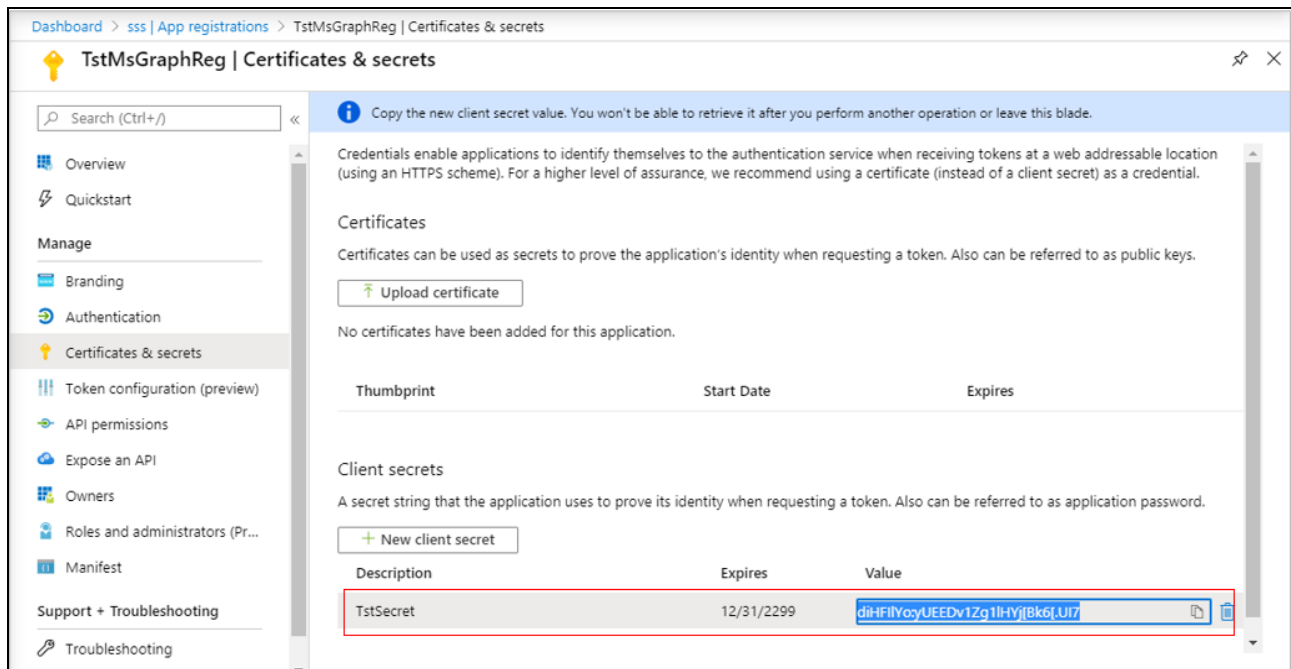 Dashboard > sss | App registrations > TstMsGraphReg | Certificates & secrets
TstMsGraphReg | Certificates & secrets
Search (Ctrl+/)
Overview
Quickstart
Manage
Branding
Authentication
Certificates & secrets
Token configuration (preview)
API permissions
Expose an API
Owners
Roles and administrators (Pr...
Manifest
Support + Troubleshooting
Troubleshooting
Copy the new client secret value. You won't be able to retrieve it after you perform another operation or leave this blade.
Credentials enable applications to identify themselves to the authentication service when receiving tokens at a web addressable location
(using an HTTPS scheme). For a higher level of assurance, we recommend using a certificate (instead of a client secret) as a credential.
Certificates
Certificates can be used as secrets to prove the application's identity when requesting a token. Also can be referred to as public keys.
Upload certificate
No certificates have been added for this application.
Thumbprint Start Date Expires
Client secrets
A secret string that the application uses to prove its identity when requesting a token. Also can be referred to as application password.
New client secret
Description Expires Value
TstSecret 12/31/2299